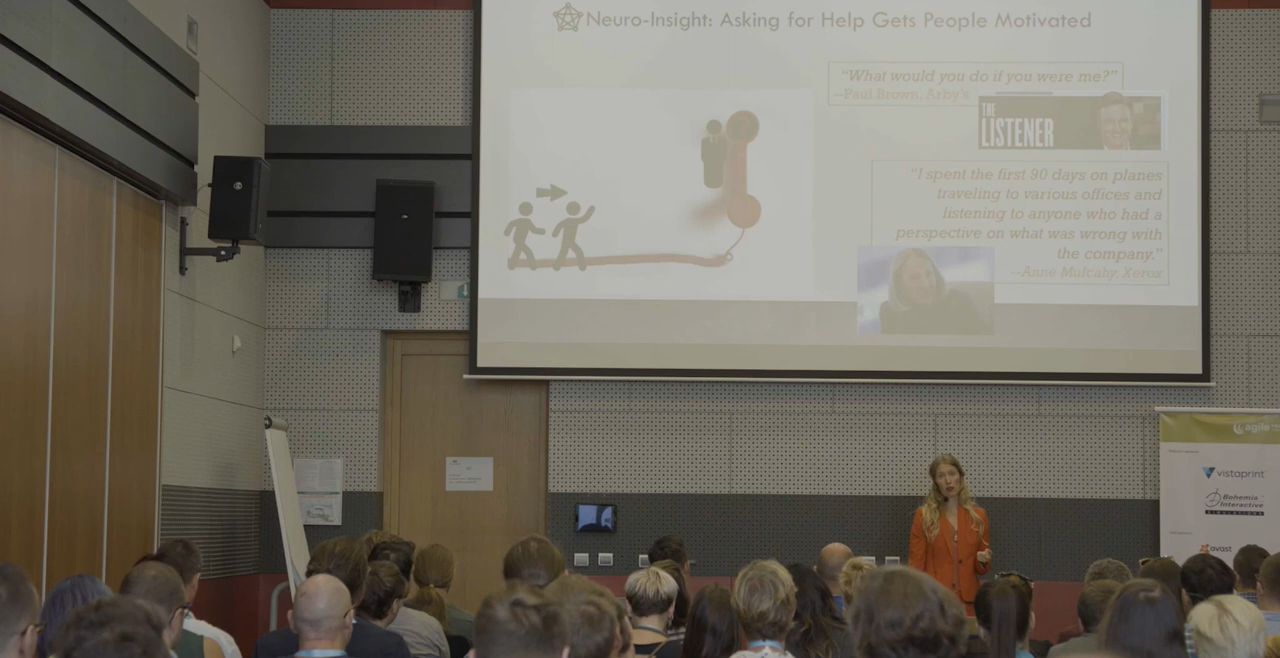 Neuro-Insight: Asking for Help Gets People Motivated
“What would you do if you were me?”
--Paul Brown, Arby's
THE
LISTENER
“I spent the first 90 days on planes
traveling to various offices and
listening to anyone who had a
perspective on what was wrong with
the company.”
--Anne Mulcahy, Xerox
agile
vistaprint
Bohemia
Interactive
SIMULATIONS
avast